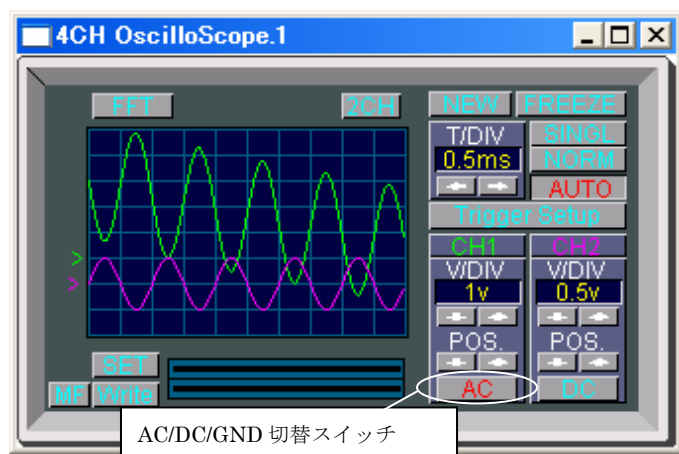 4CH OscilloScope.1
FFT 2CH NEW FREEZE
T/DIV SINGL
0.5ms NORM
AUTO
Trigger Setup
CH1 CH2
V/DIV V/DIV
1v 0.5v
POS. POS.
SET
MF Write AC DC
AC/DC/GND 切替スイッチ